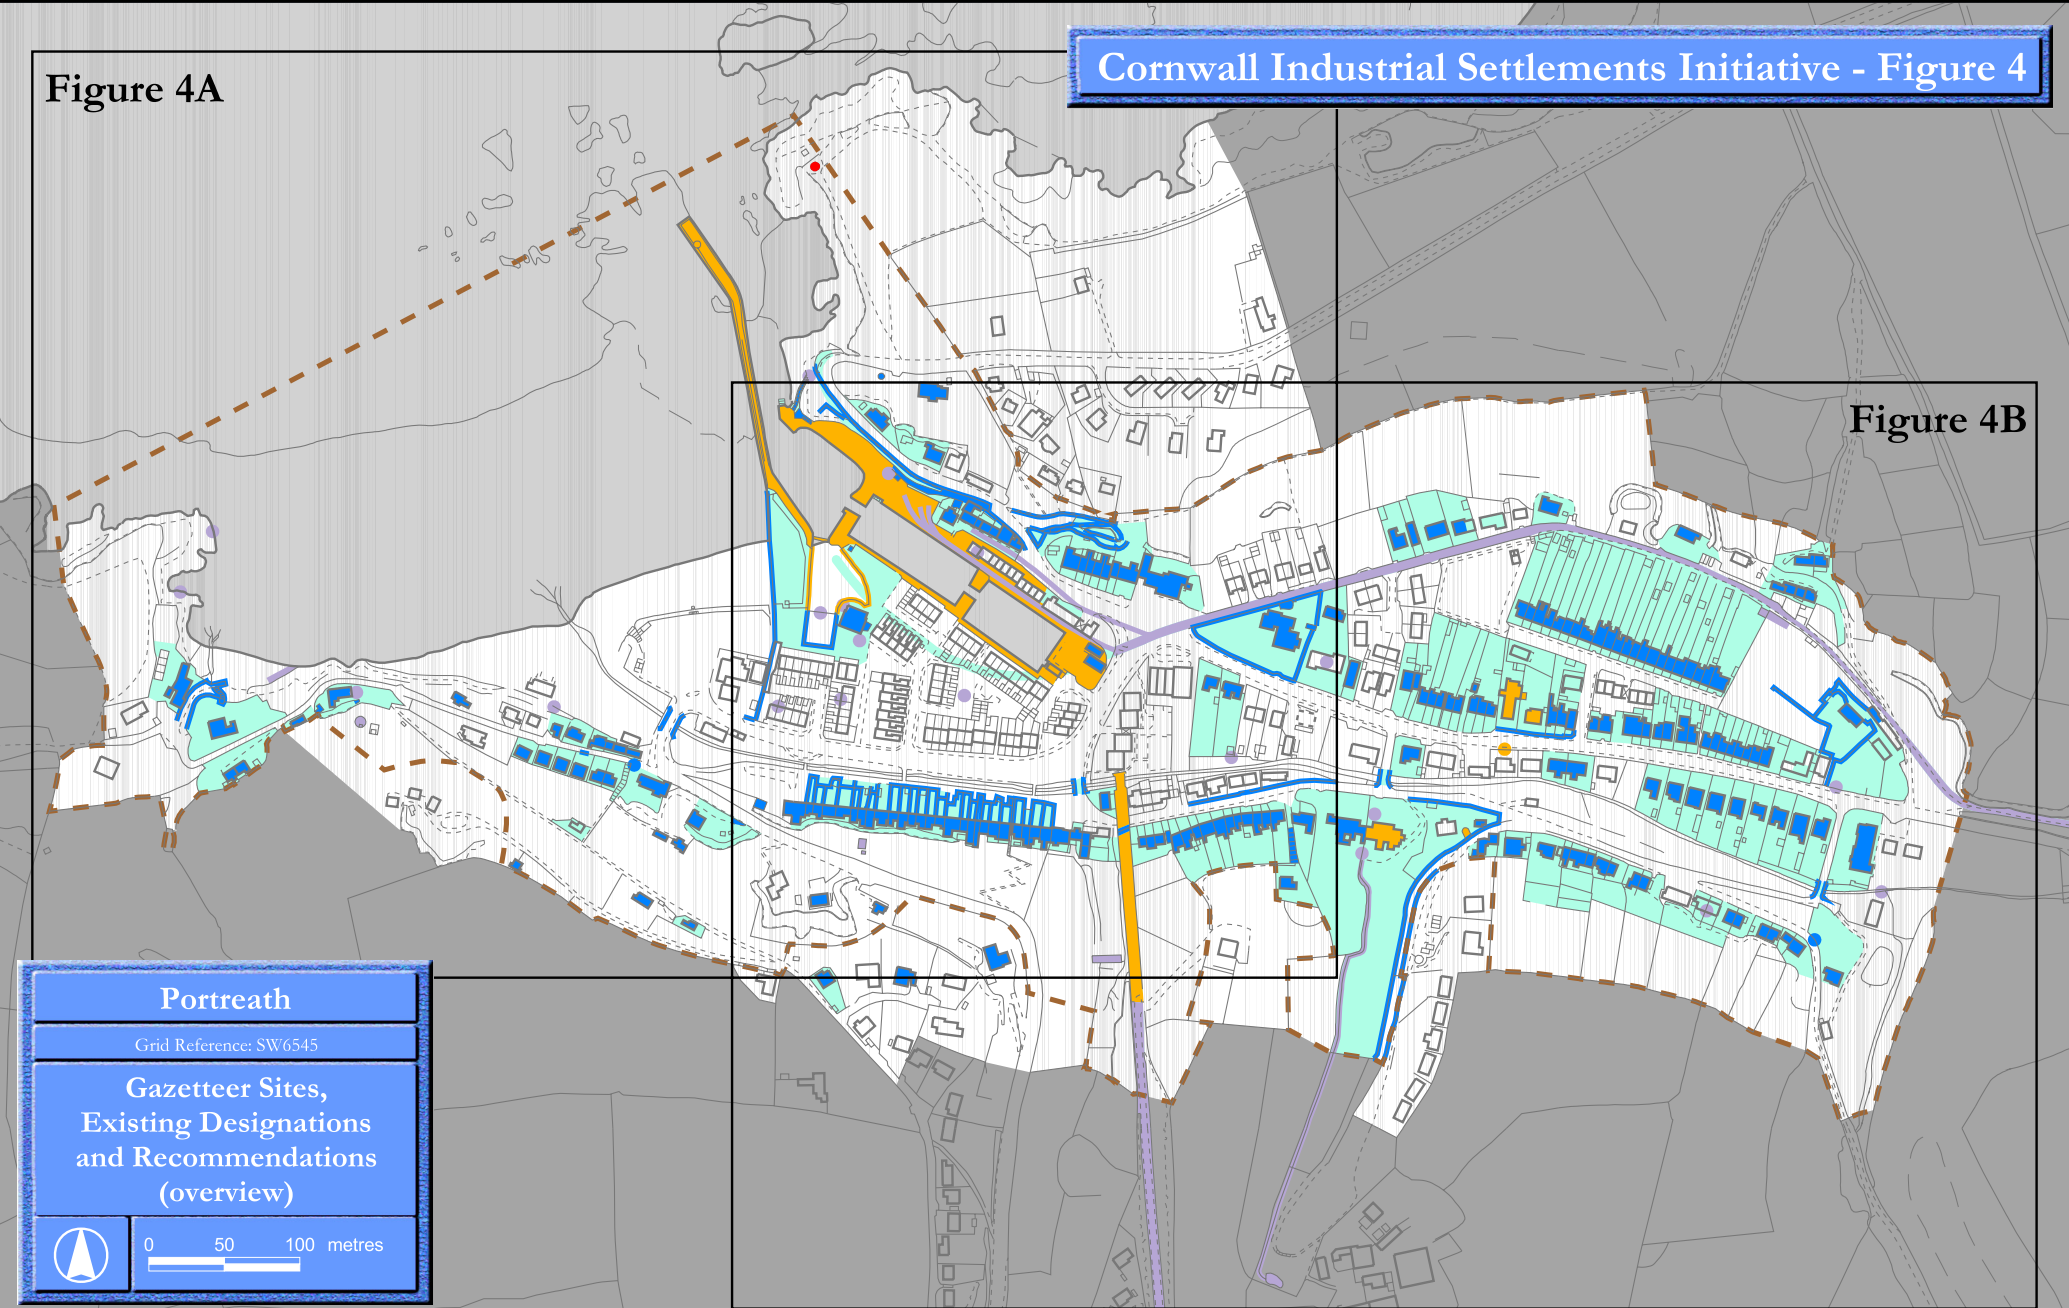 Cornwall Industrial Settlements Initiative - Figure 4
Figure 4A
Figure 4B
Portreath
Grid Reference: SW6545
Gazetteer Sites,
Existing Designations
and Recommendations
(overview)
0 50 100 metres